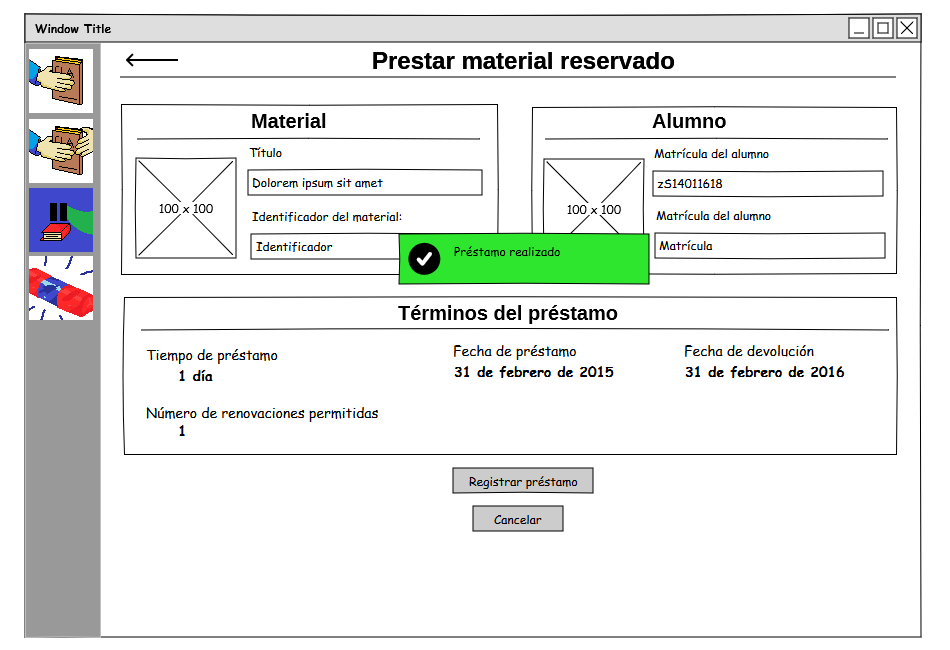 Window Title
Prestar material reservado
Material
Título
100 x 100
Dolorem ipsum sit amet
Identificador del material:
Identificador
Alumno
Matrícula del alumno
100 x 100
zS14011618
Matrícula del alumno
Matrícula
Préstamo realizado
Términos del préstamo
Tiempo de préstamo
1 día
Fecha de préstamo
31 de febrero de 2015
Fecha de devolución
31 de febrero de 2016
Número de renovaciones permitidas
1
Registrar préstamo
Cancelar